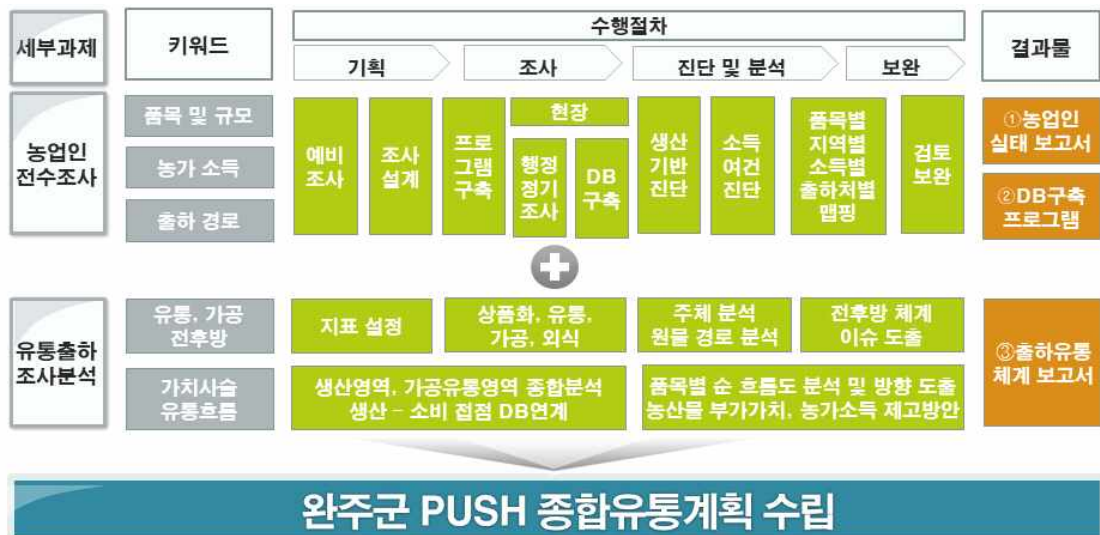 세부과제
키워드
수행절차
결과물
기획
조사
진단 및 분석
보완
농업인
전수조사
품목 및 규모
농가 소득
출하 경로
예비
조사
조사
설계
프로
그램
구축
현장
행정
정기
조사
DB
구축
생산
기반
진단
소득
여건
진단
품목별
지역별
소득별
출하처별
맵핑
검토
보완
①농업인
실태 보고서
②DB구축
프로그램
유통출하
조사분석
유통, 가공
전후방
가치사슬
유통흐름
지표 설정
상품화, 유통,
가공, 외식
주체 분석
원물 경로 분석
전후방 체계
이슈 도출
생산영역, 가공유통영역 종합분석
생산 – 소비 접점 DB연계
품목별 순 흐름도 분석 및 방향 도출
농산물 부가가치, 농가소득 제고방안
③출하유통
체계 보고서
완주군 PUSH 종합유통계획 수립